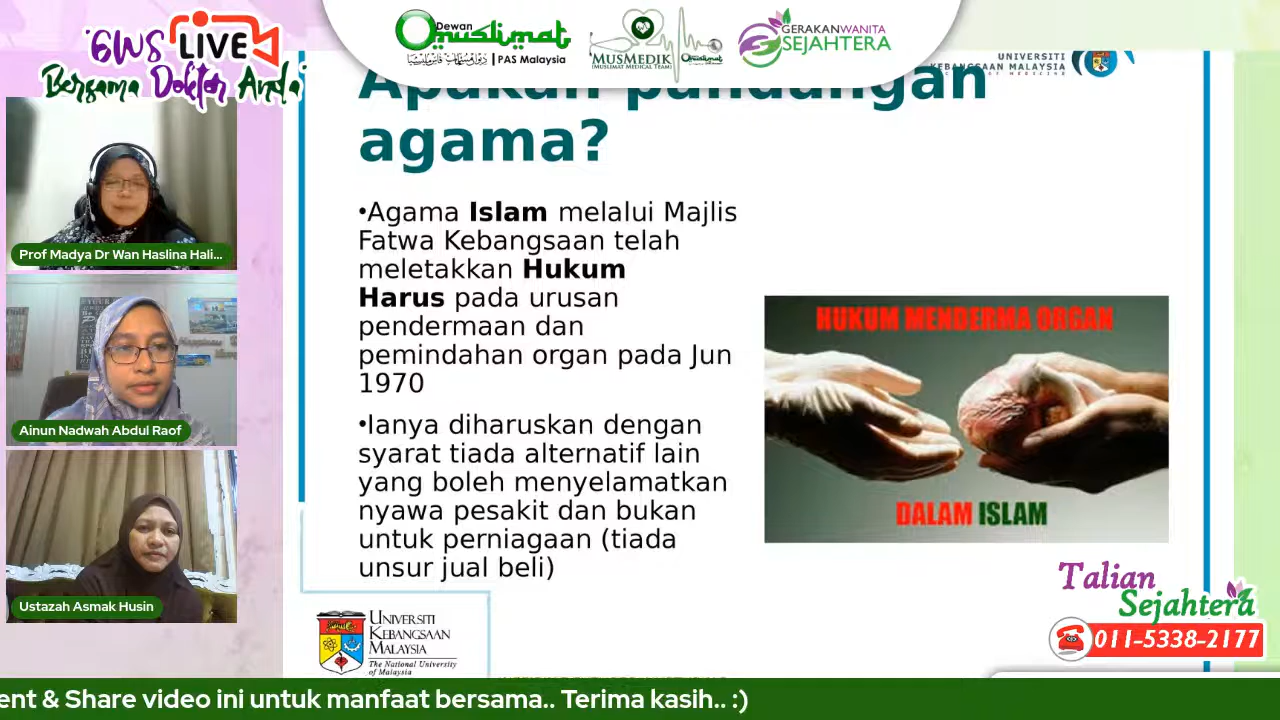 GWS LIVE
Bersama Doktor Anda
Dewan
muslimat
PAS Malaysia
MUSMEDIK
(MUSLIMAT MEDICAL TEAM)
GERAKANWANITA
SEJAHTERA
UNIVERSITI
KEBANGSAAN MALAYSIA
Apakah pandangan
agama?
•Agama Islam melalui Majlis
Fatwa Kebangsaan telah
meletakkan Hukum
Harus pada urusan
pendermaan dan
pemindahan organ pada Jun
1970
•Ianya diharuskan dengan
syarat tiada alternatif lain
yang boleh menyelamatkan
nyawa pesakit dan bukan
untuk perniagaan (tiada
unsur jual beli)
HUKUM MENDERMA ORGAN
DALAM ISLAM
Prof Madya Dr Wan Haslina Hali...
Ainun Nadwah Abdul Raof
Ustazah Asmak Husin
UNIVERSITI
KEBANGSAAN
MALAYSIA
The National University
of Malaysia
Talian
Sejahtera
011-5338-2177
ent & Share video ini untuk manfaat bersama.. Terima kasih.. :)